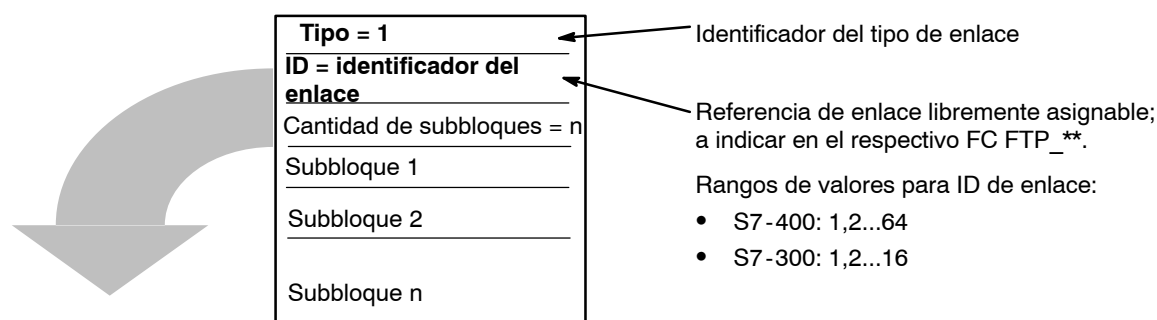 Tipo = 1
ID = identificador del
enlace
Cantidad de subbloques = n
Subbloque 1
Subbloque 2
Subbloque n
Identificador del tipo de enlace
Referencia de enlace libremente asignable;
a indicar en el respectivo FC FTP_**.
Rangos de valores para ID de enlace:
• S7-400: 1,2...64
• S7-300: 1,2...16